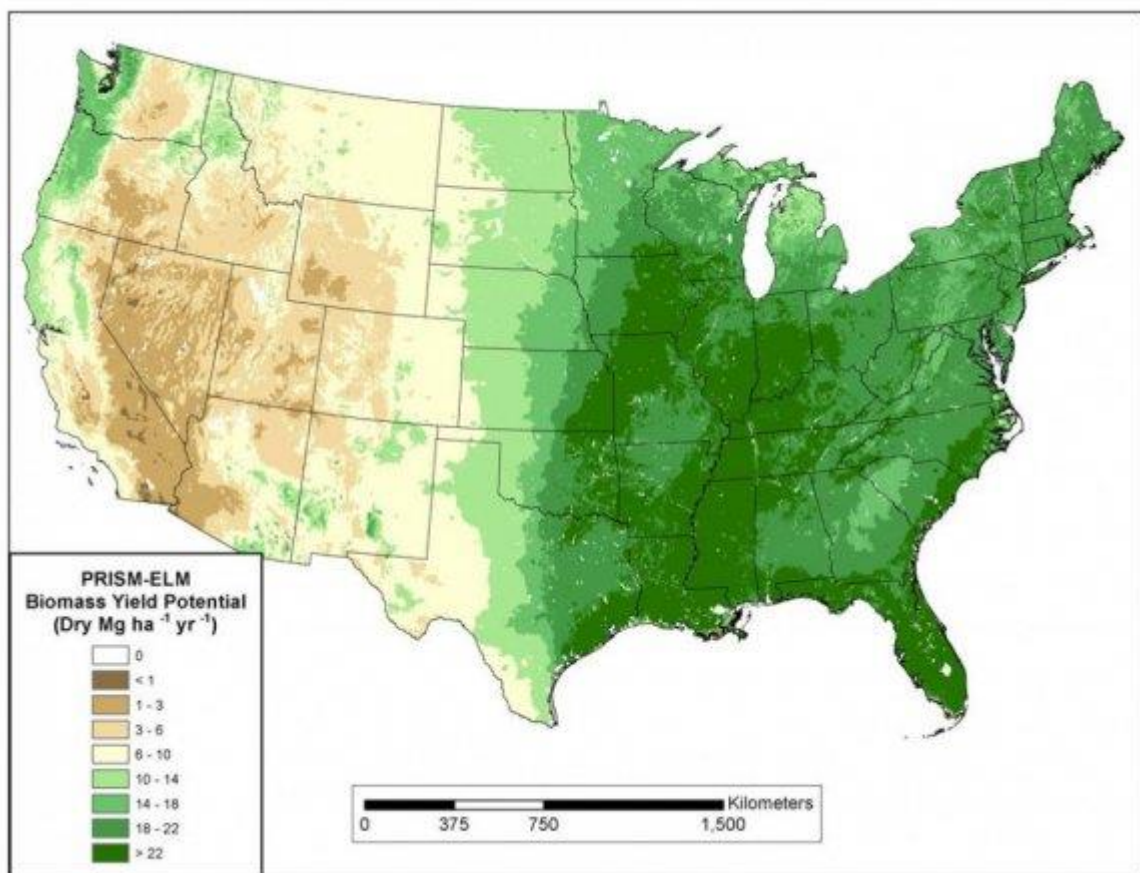 PRISM-ELM
Biomass Yield Potential
(Dry Mg ha -1 yr -1)
0
< 1
1 - 3
3 - 6
6 - 10
10 - 14
14 - 18
18 - 22
> 22
Kilometers
0 375 750 1,500